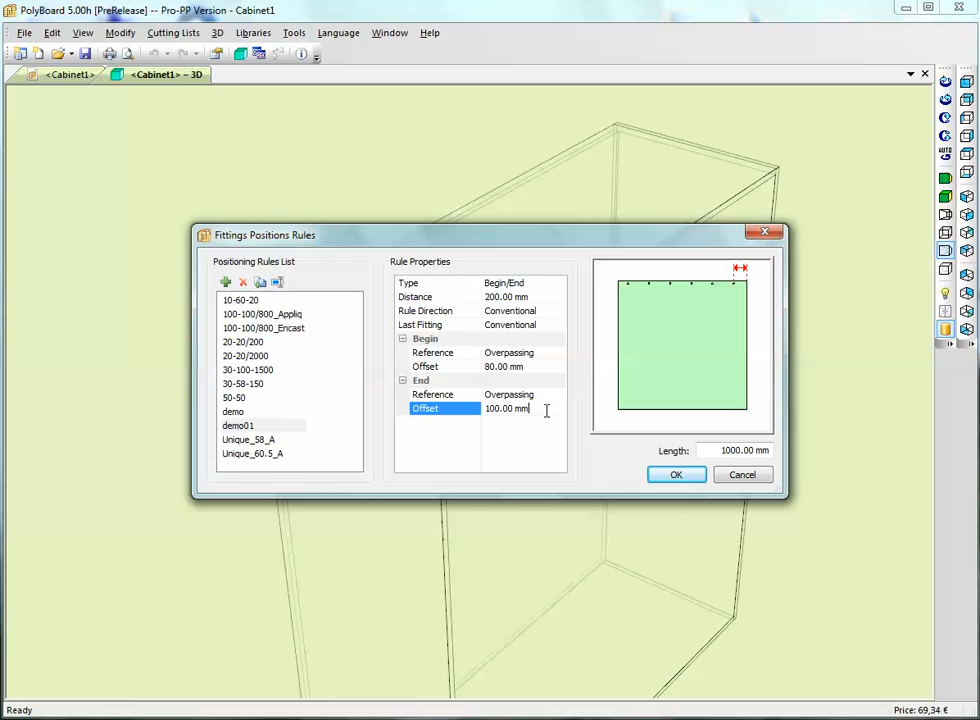 PolyBoard 5.00h [PreRelease] -- Pro-PP Version - Cabinet1
File Edit View Modify Cutting Lists 3D Libraries Tools Language Window Help
<Cabinet1> <Cabinet1> - 3D
AUTO
Fittings Positions Rules
Positioning Rules List
10-60-20
100-100/800_Appliq
100-100/800_Encast
20-20/200
20-20/2000
30-100-1500
30-58-150
50-50
demo
demo01
Unique_58_A
Unique_60.5_A
Rule Properties
Type Begin/End
Distance 200.00 mm
Rule Direction Conventional
Last Fitting Conventional
Begin
Reference Overpassing
Offset 80.00 mm
End
Reference Overpassing
Offset 100.00 mm
Length: 1000.00 mm
OK Cancel
Ready Price: 69,34 €